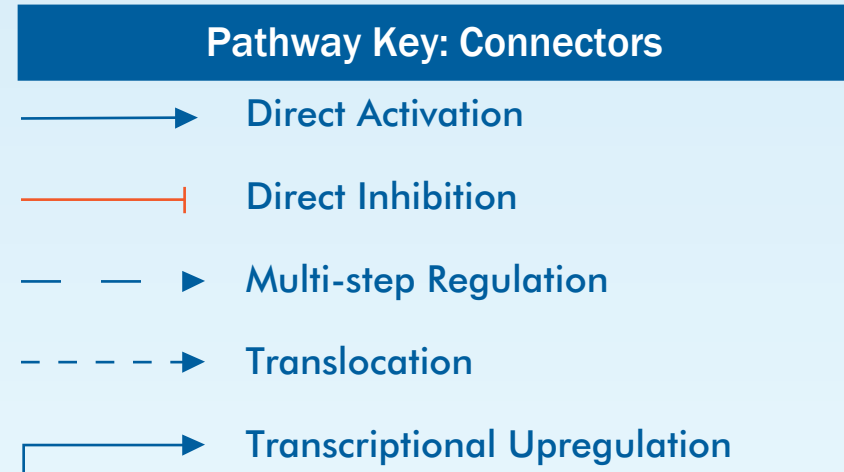 Pathway Key: Connectors
Direct Activation
Direct Inhibition
Multi-step Regulation
Translocation
Transcriptional Upregulation